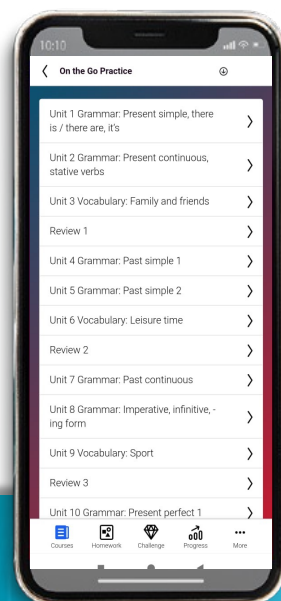 10:10
On the Go Practice
Unit 1 Grammar: Present simple, there
is / there are, it's
Unit 2 Grammar: Present continuous,
stative verbs
Unit 3 Vocabulary: Family and friends
Review 1
Unit 4 Grammar: Past simple 1
Unit 5 Grammar: Past simple 2
Unit 6 Vocabulary: Leisure time
Review 2
Unit 7 Grammar: Past continuous
Unit 8 Grammar: Imperative, infinitive, -
ing form
Unit 9 Vocabulary: Sport
Review 3
Unit 10 Grammar: Present perfect 1
Courses Homework Challenge Progress More